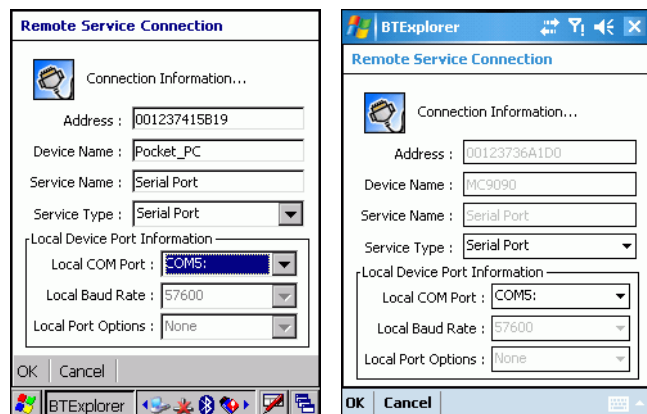 Remote Service Connection
Connection Information...
Address : 001237415B19
Device Name : Pocket_PC
Service Name : Serial Port
Service Type : Serial Port
Local Device Port Information
Local COM Port : COM5:
Local Baud Rate : 57600
Local Port Options : None
OK Cancel
BTExplorer
BTExplorer
Remote Service Connection
Connection Information...
Address : 00123736A1D0
Device Name : MC9090
Service Name : Serial Port
Service Type : Serial Port
Local Device Port Information
Local COM Port : COM5:
Local Baud Rate : 57600
Local Port Options : None
OK Cancel